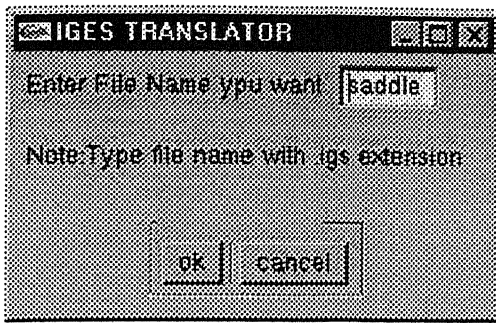 IGES TRANSLATOR
Enter File Name ypu want saddle
Note:Type file name with .igs extension
ok cancel